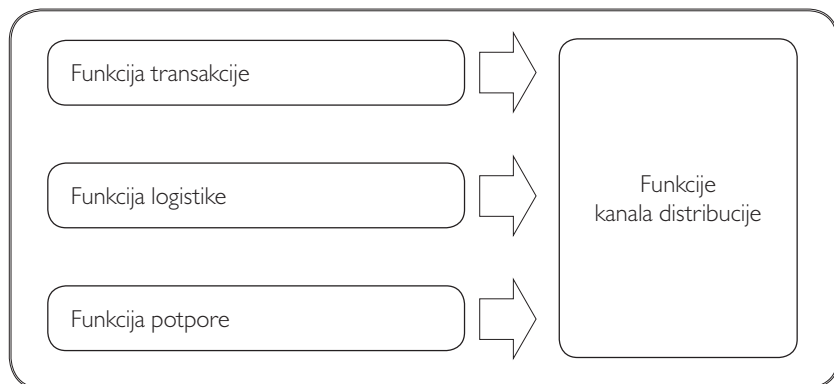 Funkcija transakcije
Funkcija logistike
Funkcija potpore
Funkcije
kanala distribucije